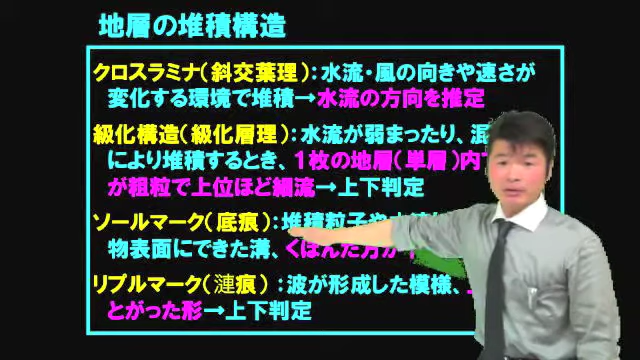 地層の堆積構造
クロスラミナ(斜交葉理):水流・風の向きや速さが
変化する環境で堆積→水流の方向を推定
級化構造(級化層理):水流が弱まったり、混
により堆積するとき、1枚の地層(単層)内で
が粗粒で上位ほど細流→上下判定
ソールマーク(底痕):堆積粒子や
物表面にできた溝、くぼんだ方が
リプルマーク(漣痕):波が形成した模様、
とがった形→上下判定